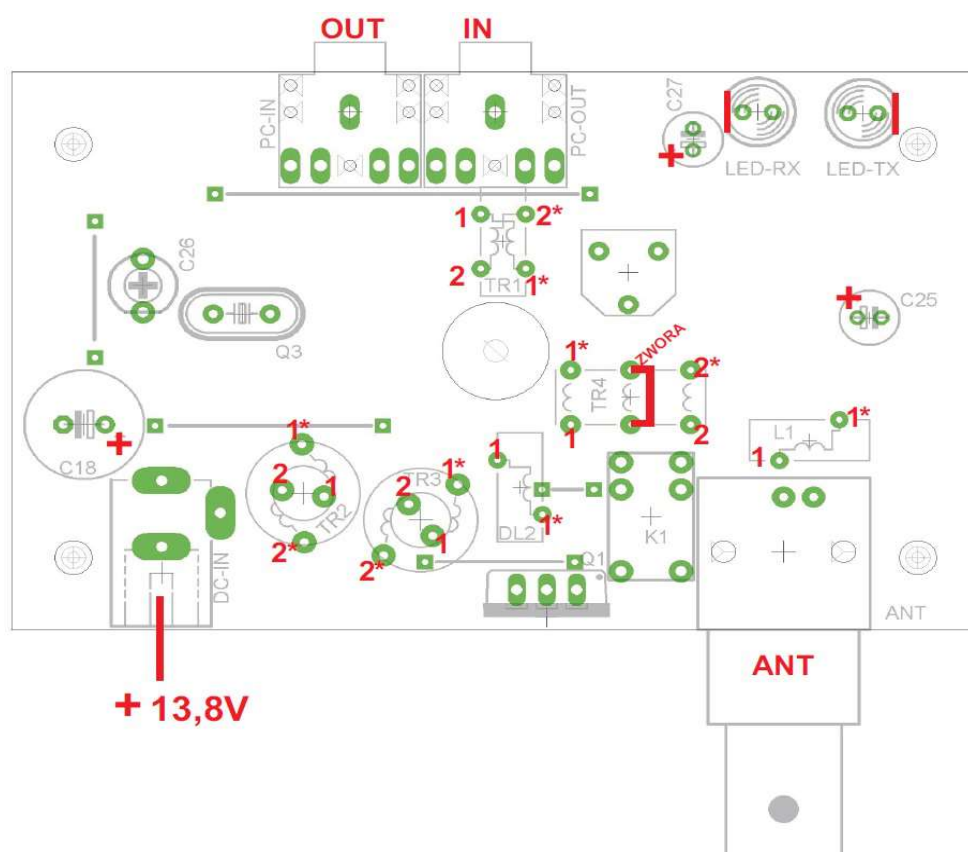 OUT IN
PC-IN
PC-OUT
C27
+
LED-RX
LED-TX
1 2*
2 1*
TR1
C26
Q3
+ C25
1* ZWORA 2*
TR4
1 2
+
C18
1*
2 1
TR2
2*
TR3 1*
2
1
2*
1
DL2 1*
L1 1*
1
K1
Q1
DC-IN
ANT
ANT
+ 13,8V